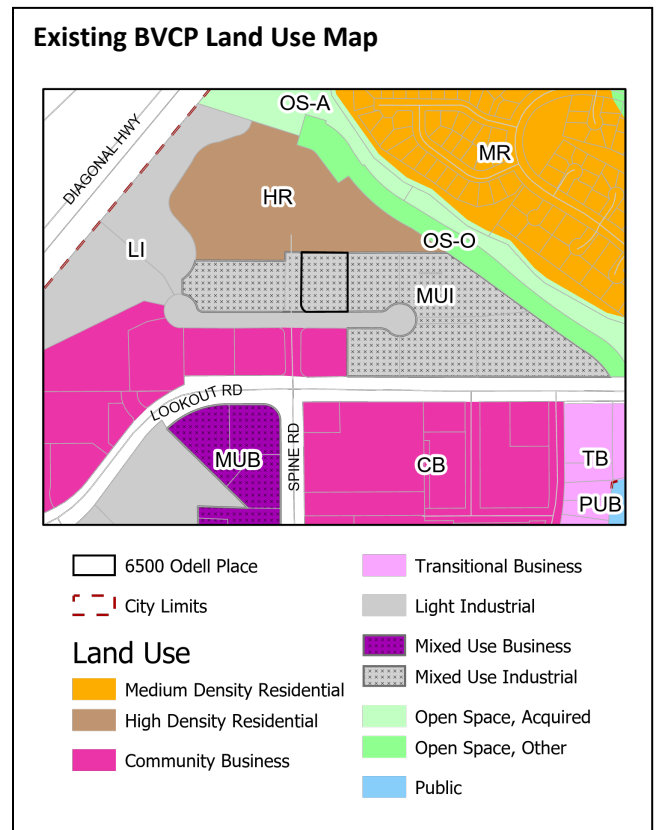 Existing BVCP Land Use Map
OS-A
DIAGONAL HWY
MR
HR
OS-O
LI
MUI
LOOKOUT RD
SPINE RD
MUB
CB
TB
PUB
6500 Odell Place
City Limits
Land Use
Medium Density Residential
High Density Residential
Community Business
Transitional Business
Light Industrial
Mixed Use Business
Mixed Use Industrial
Open Space, Acquired
Open Space, Other
Public